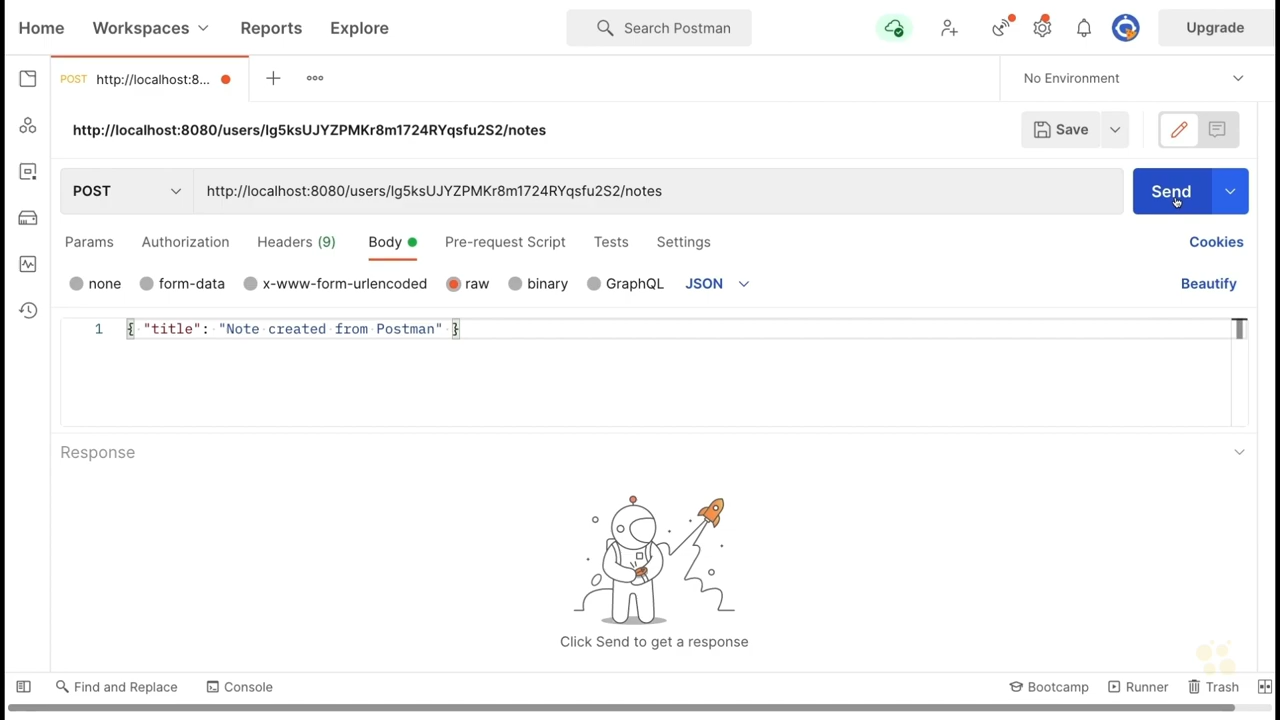 Home Workspaces Reports Explore Search Postman Upgrade
POST http://localhost:8... No Environment
http://localhost:8080/users/lg5ksUJYZPMKr8m1724RYqsfu2S2/notes Save
POST http://localhost:8080/users/lg5ksUJYZPMKr8m1724RYqsfu2S2/notes Send
Params Authorization Headers (9) Body Pre-request Script Tests Settings Cookies
none form-data x-www-form-urlencoded raw binary GraphQL JSON Beautify
1 { "title": "Note created from Postman" }
Response
Click Send to get a response
Find and Replace Console Bootcamp Runner Trash